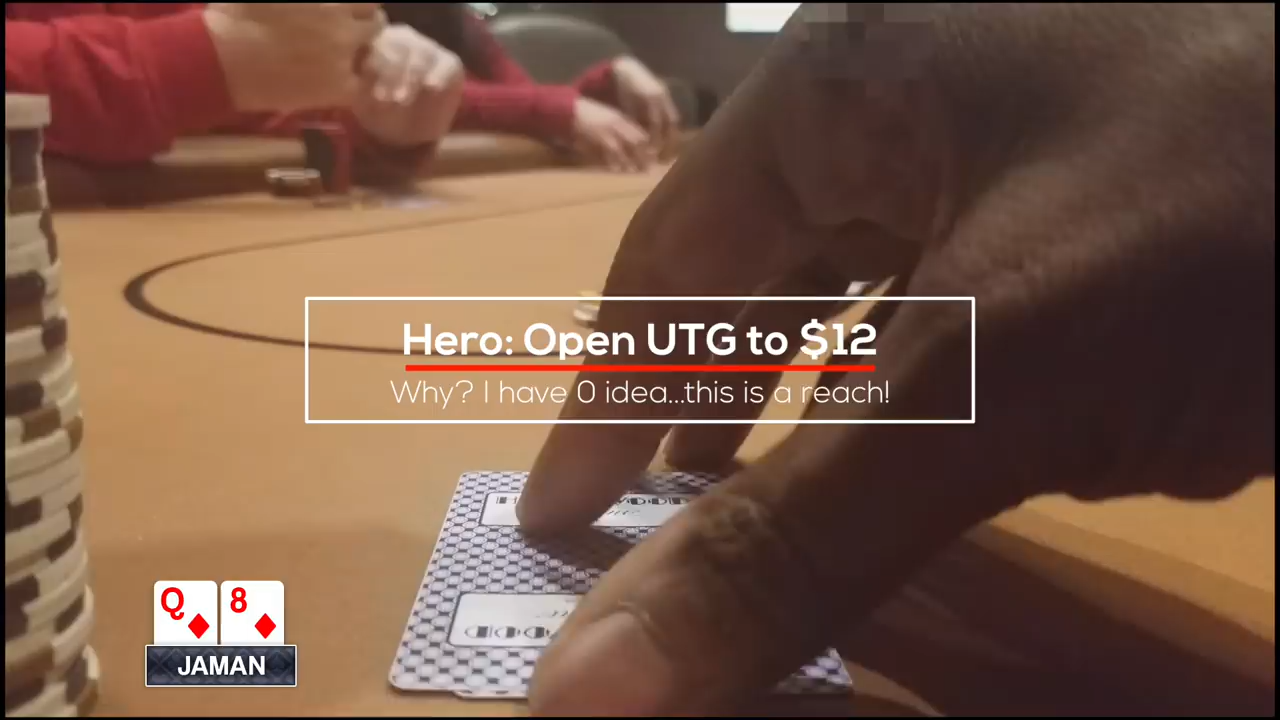 Hero: Open UTG to $12
Why? I have 0 idea...this is a reach!
Q 8
JAMAN